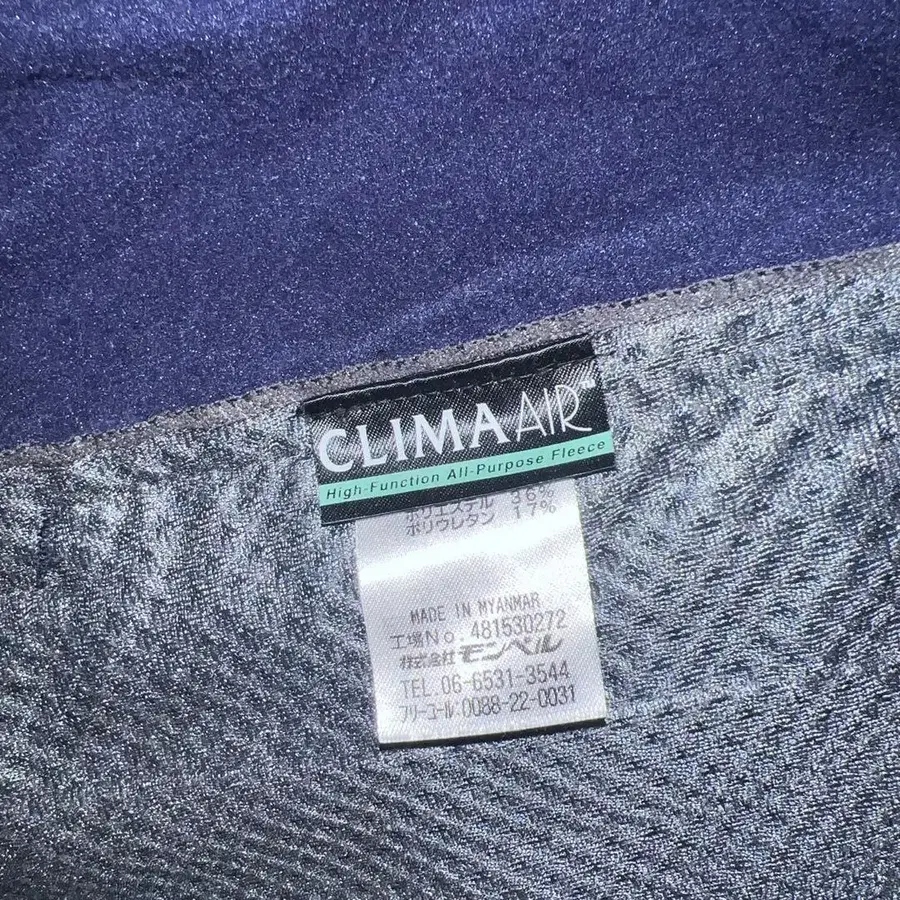 CLIMAAIR™
High-Function All-Purpose Fleece
ポリエステル 36%
ポリウレタン 17%
MADE IN MYANMAR
工場No.481530272
株式会社モンベル
TEL.06-6531-3544
フリーコール:0088-22-0031